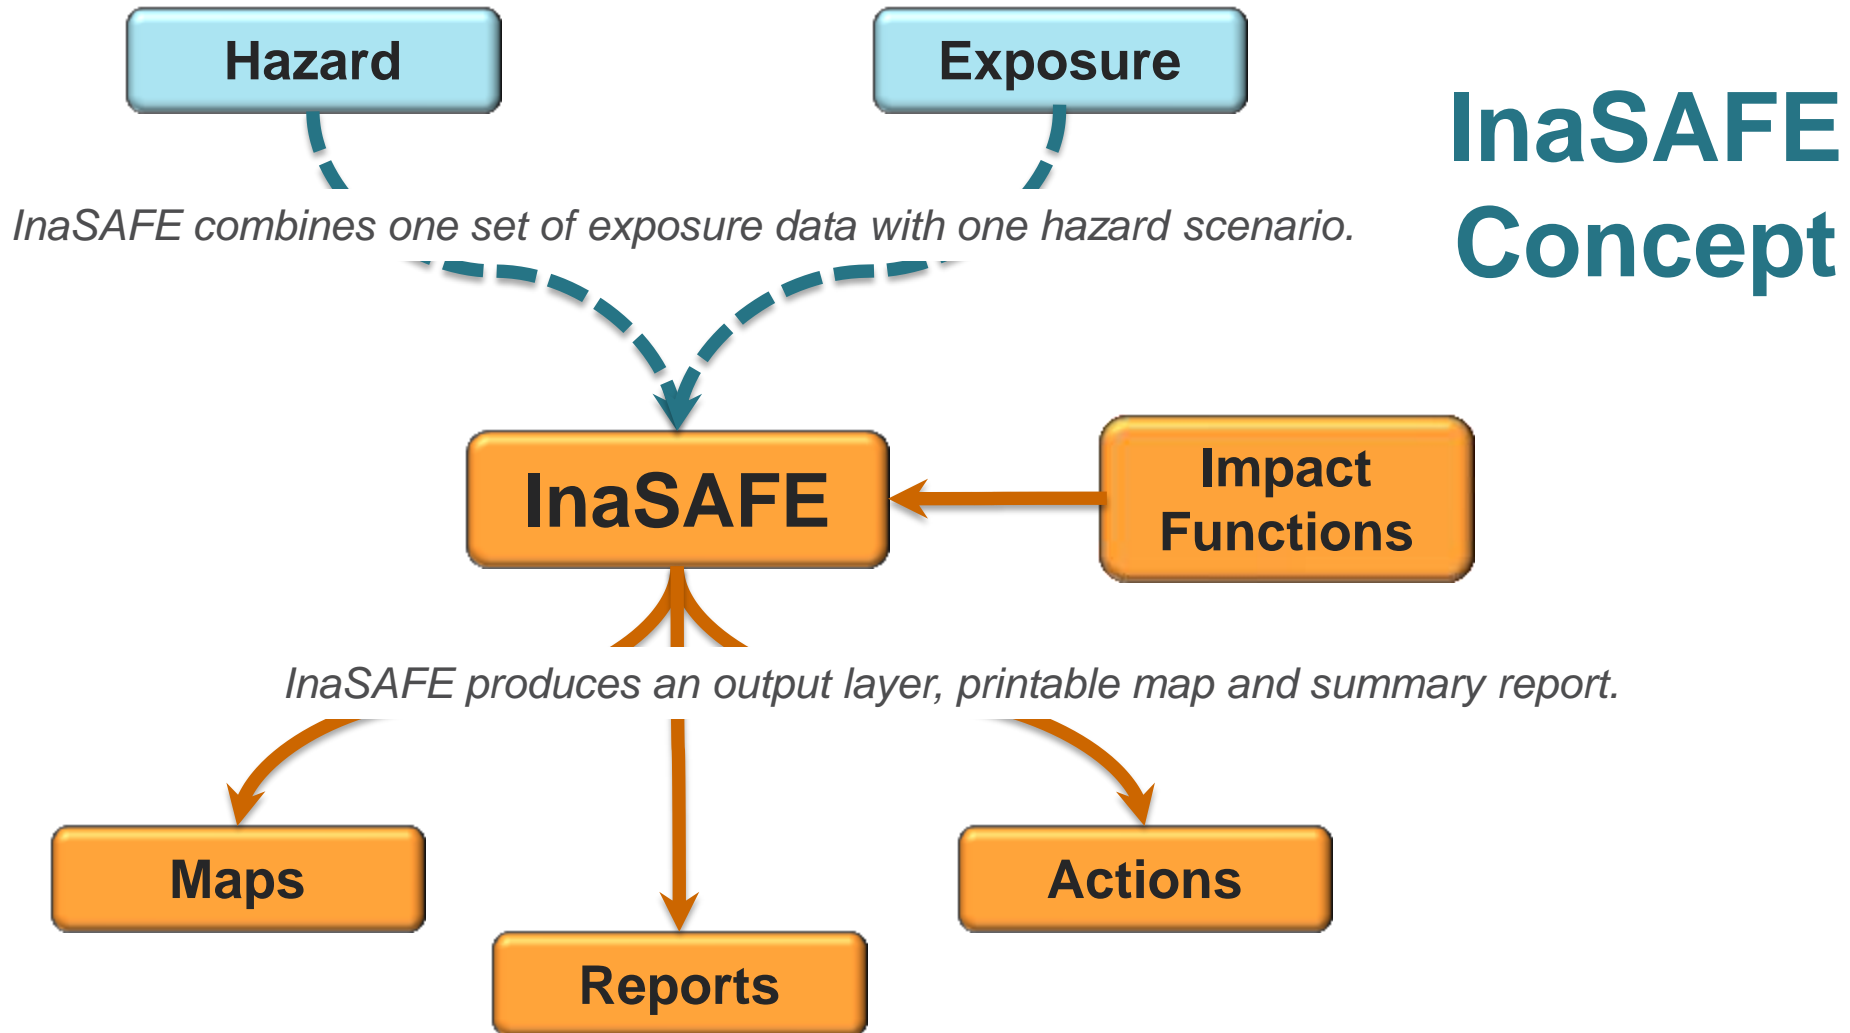 Hazard
Exposure
InaSAFE
Concept
InaSAFE combines one set of exposure data with one hazard scenario.
InaSAFE
Impact
Functions
InaSAFE produces an output layer, printable map and summary report.
Maps
Actions
Reports